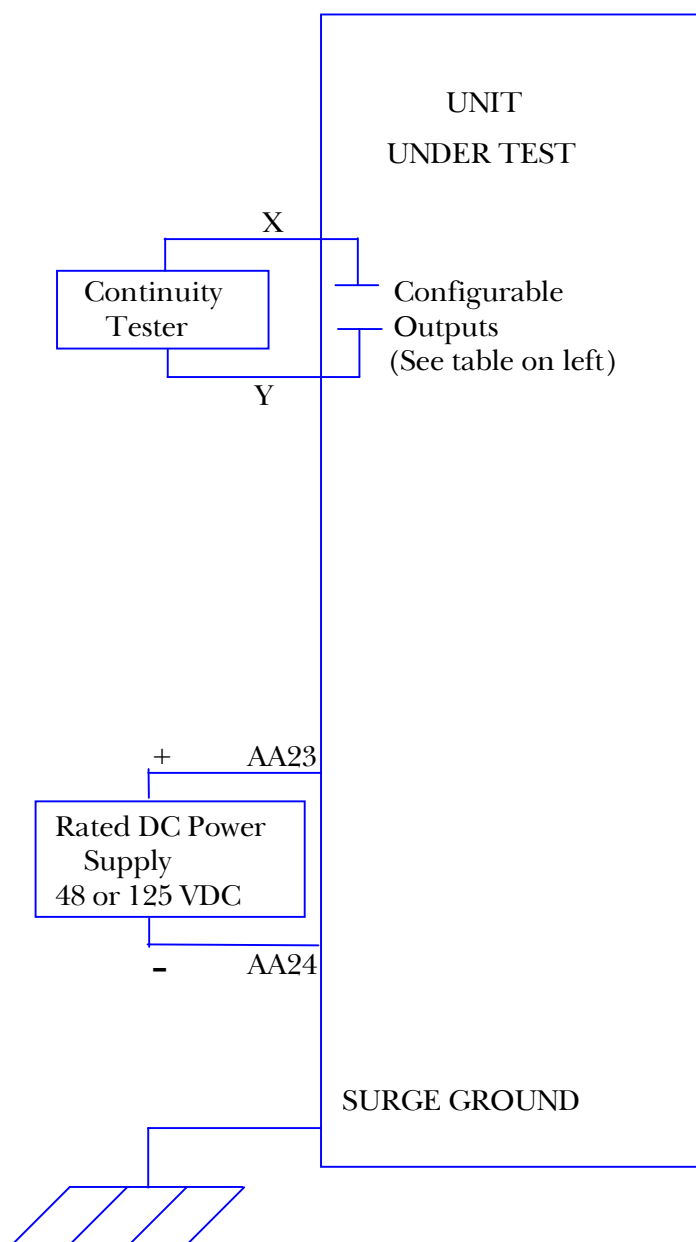 UNIT
UNDER TEST
X
Continuity
Tester
Configurable
Outputs
(See table on left)
Y
+
AA23
Rated DC Power
Supply
48 or 125 VDC
-
AA24
SURGE GROUND